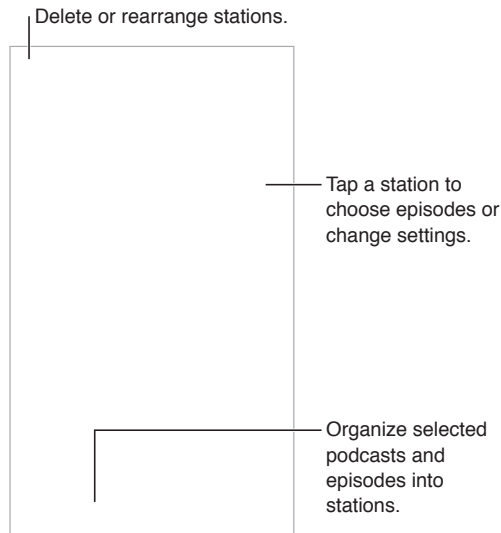 Delete or rearrange stations.
Tap a station to
choose episodes or
change settings.
Organize selected
podcasts and
episodes into
stations.